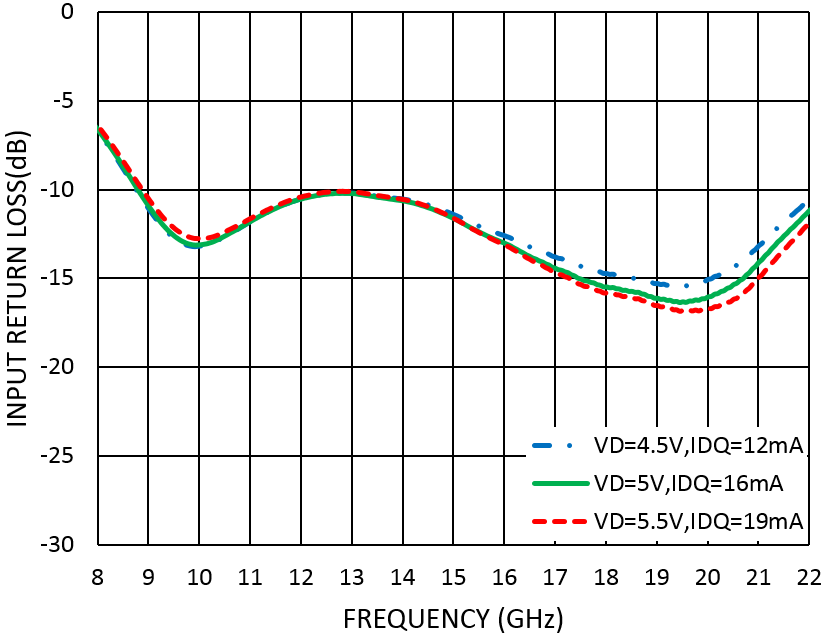 0
-5
-10
-15
-20
-25
-30
INPUT RETURN LOSS(dB)
VD=4.5V,IDQ=12mA
VD=5V,IDQ=16mA
VD=5.5V,IDQ=19mA
8 9 10 11 12 13 14 15 16 17 18 19 20 21 22
FREQUENCY (GHz)